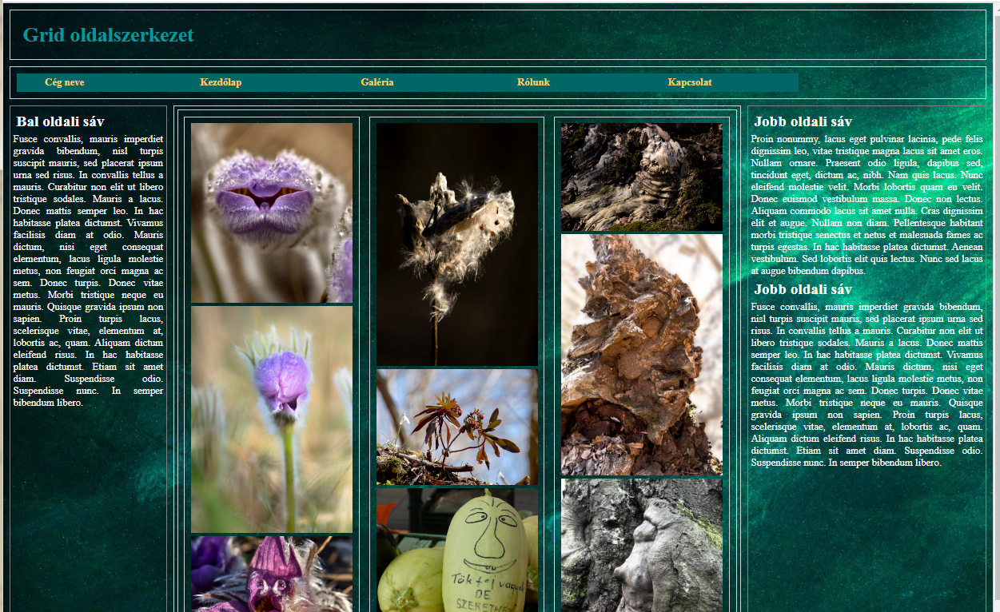 Grid oldalszerkezet
Cég neve Kezdőlap Galéria Rólunk Kapcsolat
Bal oldali sáv
Fusce convallis, mauris imperdiet
gravida bibendum, nisl turpis
suscipit mauris, sed placerat ipsum
urna sed risus. In convallis tellus a
mauris. Curabitur non elit ut libero
tristique sodales. Mauris a lacus.
Donec mattis semper leo. In hac
habitasse platea dictumst. Vivamus
facilisis diam at odio. Mauris
dictum, nisi eget consequat
elementum, lacus ligula molestie
metus, non feugiat orci magna ac
sem. Donec turpis. Donec vitae
metus. Morbi tristique neque eu
mauris. Quisque gravida ipsum non
sapien. Proin turpis lacus,
scelerisque vitae, elementum at,
lobortis ac, quam. Aliquam dictum
eleifend risus. In hac habitasse
platea dictumst. Etiam sit amet
diam. Suspendisse odio.
Suspendisse nunc. In semper
bibendum libero.
Tök fej vagyok
DE
SZERETHE
Jobb oldali sáv
Proin nonummy, lacus eget pulvinar lacinia, pede felis
dignissim leo, vitae tristique magna lacus sit amet eros.
Nullam ornare. Praesent odio ligula, dapibus sed,
tincidunt eget, dictum ac, nibh. Nam quis lacus. Nunc
eleifend molestie velit. Morbi lobortis quam eu velit.
Donec euismod vestibulum massa. Donec non lectus.
Aliquam commodo lacus sit amet nulla. Cras dignissim
elit et augue. Nullam non diam. Pellentesque habitant
morbi tristique senectus et netus et malesuada fames ac
turpis egestas. In hac habitasse platea dictumst. Aenean
vestibulum. Sed lobortis elit quis lectus. Nunc sed lacus
at augue bibendum dapibus.
Jobb oldali sáv
Fusce convallis, mauris imperdiet gravida bibendum,
nisl turpis suscipit mauris, sed placerat ipsum urna sed
risus. In convallis tellus a mauris. Curabitur non elit ut
libero tristique sodales. Mauris a lacus. Donec mattis
semper leo. In hac habitasse platea dictumst. Vivamus
facilisis diam at odio. Mauris dictum, nisi eget
consequat elementum, lacus ligula molestie metus, non
feugiat orci magna ac sem. Donec turpis. Donec vitae
metus. Morbi tristique neque eu mauris. Quisque
gravida ipsum non sapien. Proin turpis lacus,
scelerisque vitae, elementum at, lobortis ac, quam.
Aliquam dictum eleifend risus. In hac habitasse platea
dictumst. Etiam sit amet diam. Suspendisse odio.
Suspendisse nunc. In semper bibendum libero.